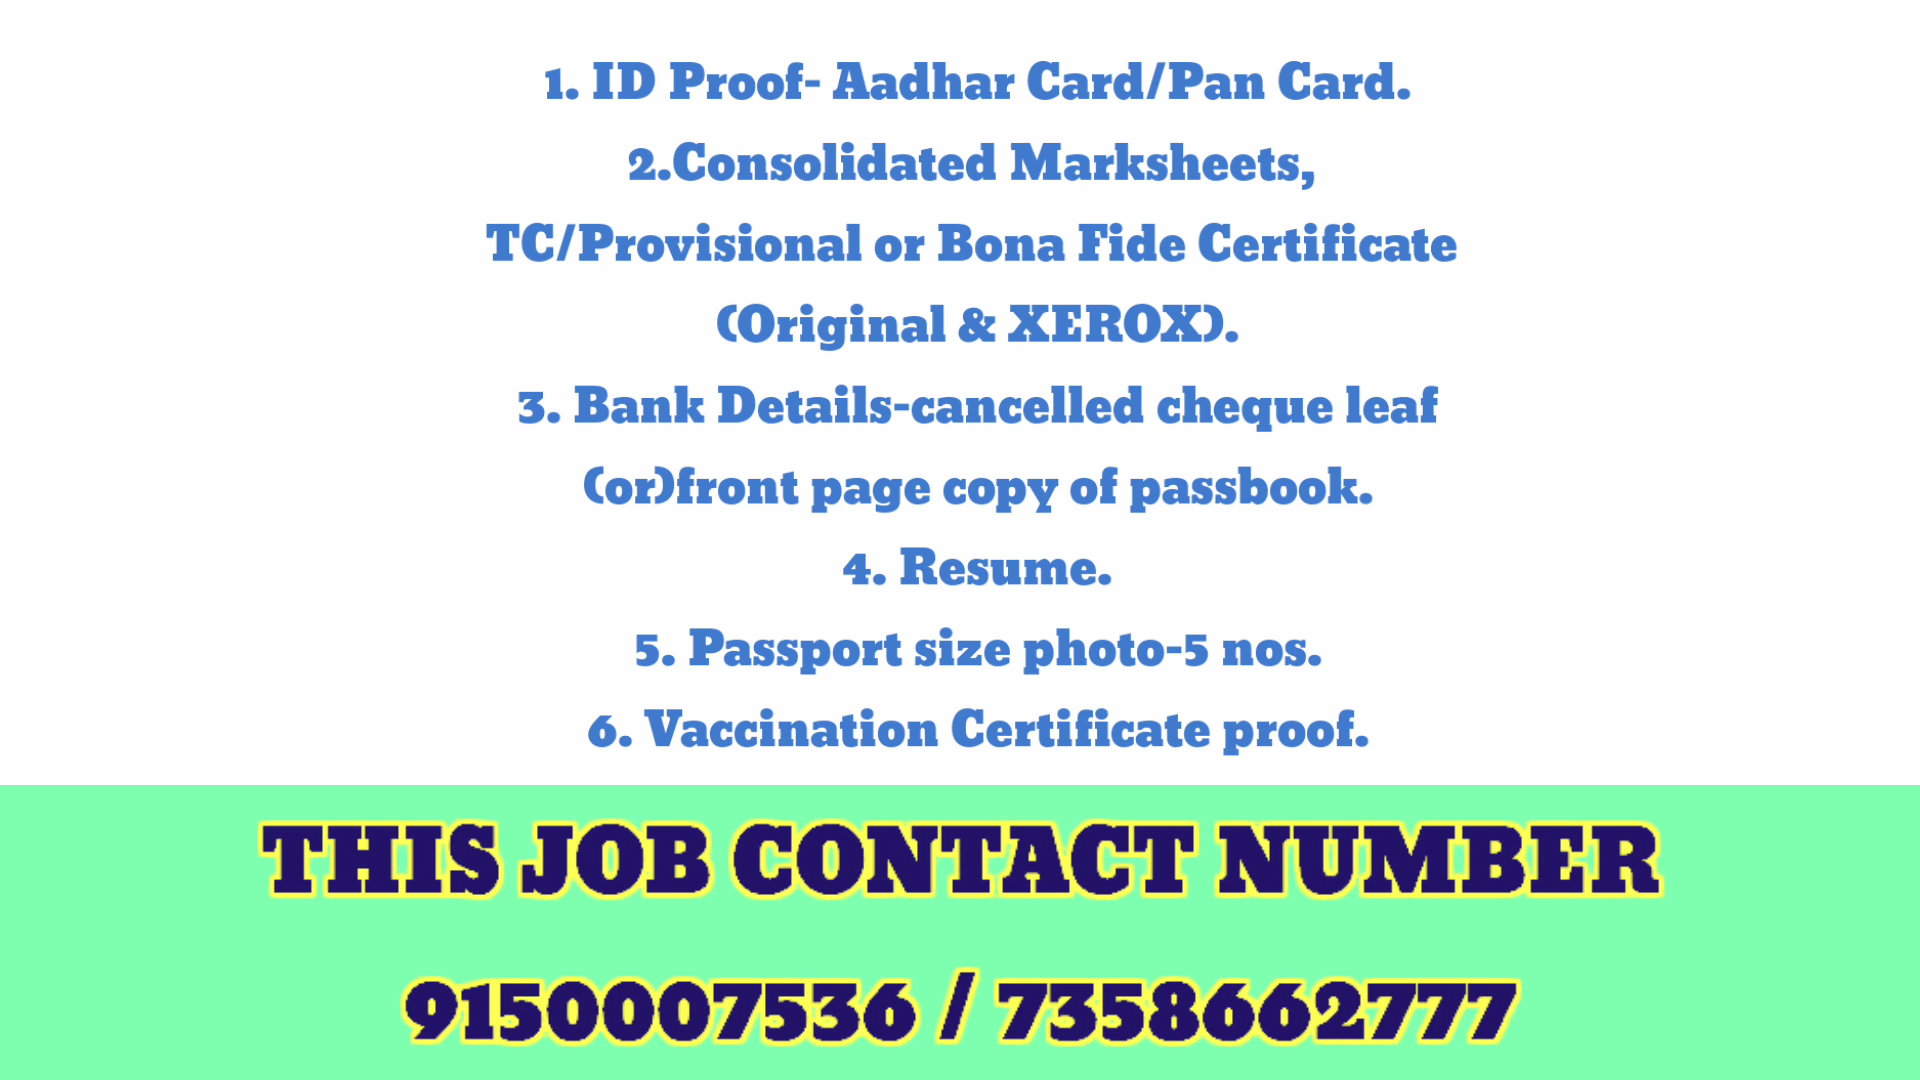 1. ID Proof- Aadhar Card/Pan Card.
2.Consolidated Marksheets,
TC/Provisional or Bona Fide Certificate
(Original & XEROX).
3. Bank Details-cancelled cheque leaf
(or)front page copy of passbook.
4. Resume.
5. Passport size photo-5 nos.
6. Vaccination Certificate proof.
THIS JOB CONTACT NUMBER
9150007536 / 7358662777